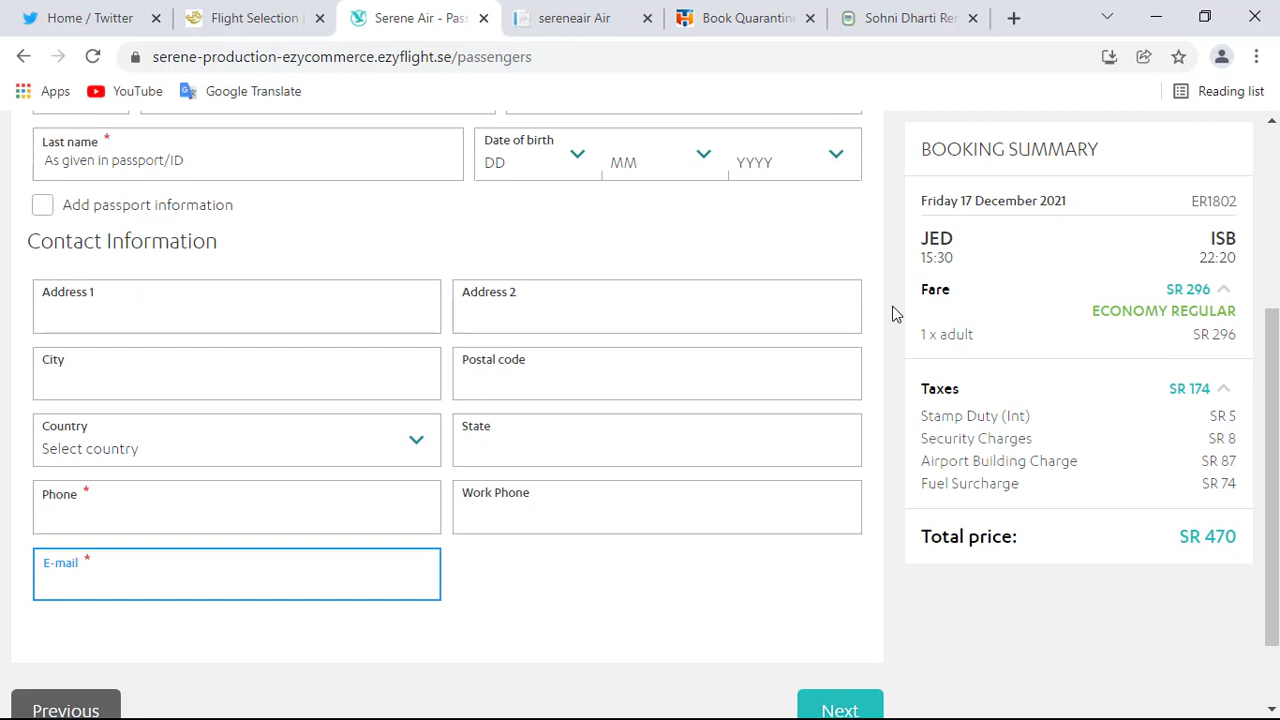 Home / Twitter
Flight Selection
Serene Air - Pass
sereneair Air
Book Quarantine
Sohni Dharti Rem
serene-production-ezycommerce.ezyflight.se/passengers
Apps
YouTube
Google Translate
Reading list
Last name *
As given in passport/ID
Date of birth
DD
MM
YYYY
Add passport information
Contact Information
Address 1
Address 2
City
Postal code
Country
Select country
State
Phone *
Work Phone
E-mail *
Previous
Next
BOOKING SUMMARY
Friday 17 December 2021 ER1802
JED ISB
15:30 22:20
Fare SR 296
ECONOMY REGULAR
1 x adult SR 296
Taxes SR 174
Stamp Duty (Int) SR 5
Security Charges SR 8
Airport Building Charge SR 87
Fuel Surcharge SR 74
Total price: SR 470